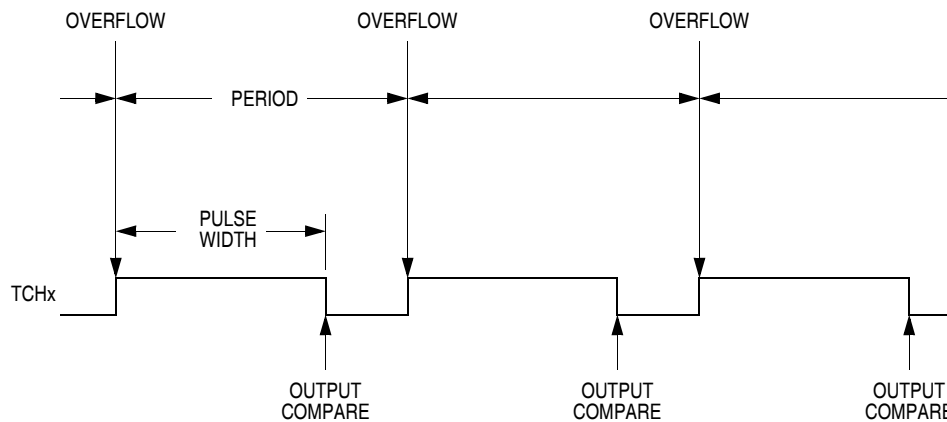 OVERFLOW
OVERFLOW
OVERFLOW
PERIOD
PULSE
WIDTH
TCHx
OUTPUT
COMPARE
OUTPUT
COMPARE
OUTPUT
COMPARE